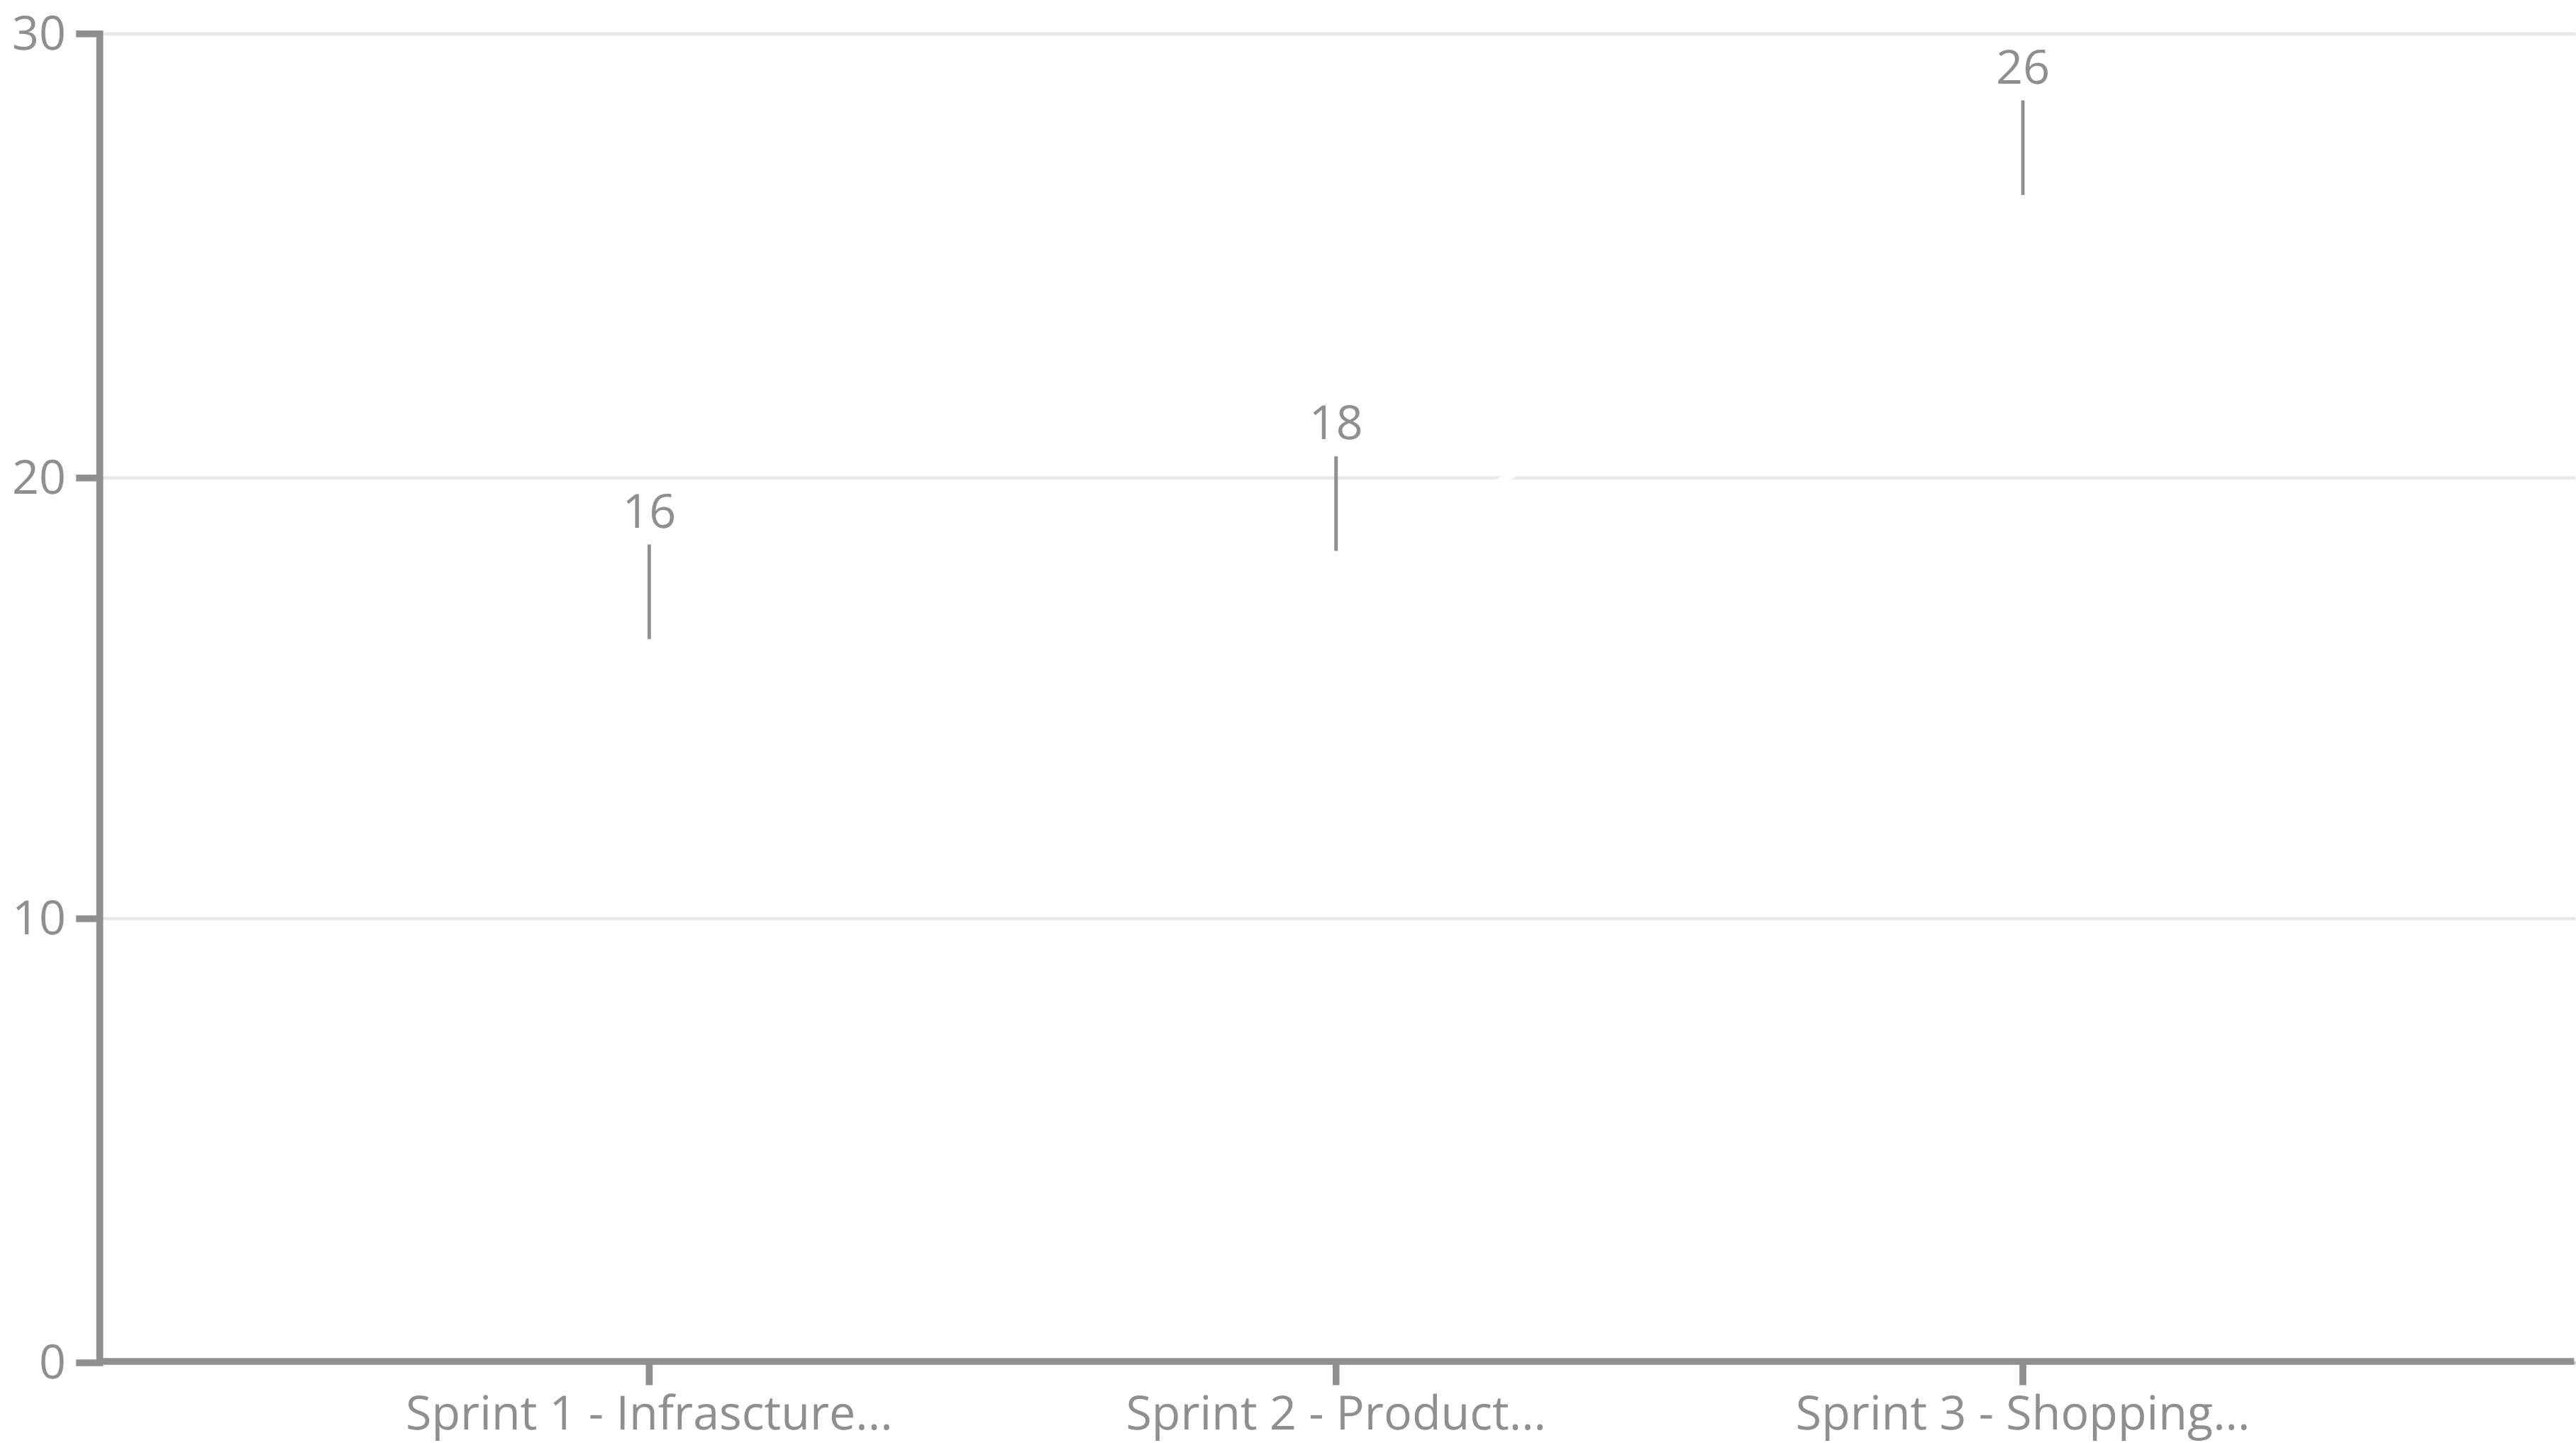 30
26
20
18
16
10
0
Sprint 1 - Infrascture...
Sprint 2 - Product...
Sprint 3 - Shopping...